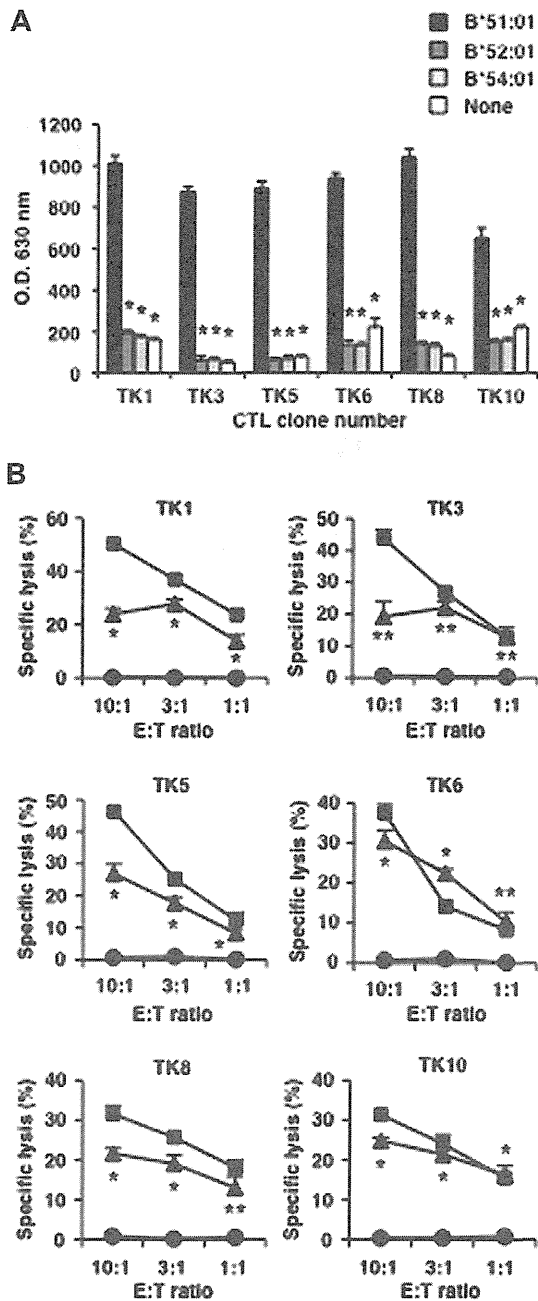 A
B*51:01
B*52:01
B*54:01
None
1200
1000
800
600
400
200
0
O.D. 630 nm
* * *
* * *
* * *
* * *
* * *
* * *
TK1 TK3 TK5 TK6 TK8 TK10
CTL clone number
B
TK1
Specific lysis (%)
60
40
20
0
*
*
*
10:1 3:1 1:1
E:T ratio
TK3
Specific lysis (%)
50
40
30
20
10
0
**
**
**
10:1 3:1 1:1
E:T ratio
TK5
Specific lysis (%)
50
40
30
20
10
0
*
*
*
10:1 3:1 1:1
E:T ratio
TK6
Specific lysis (%)
50
40
30
20
10
0
*
*
**
10:1 3:1 1:1
E:T ratio
TK8
Specific lysis (%)
40
30
20
10
0
*
*
**
10:1 3:1 1:1
E:T ratio
TK10
Specific lysis (%)
40
30
20
10
0
*
*
*
10:1 3:1 1:1
E:T ratio